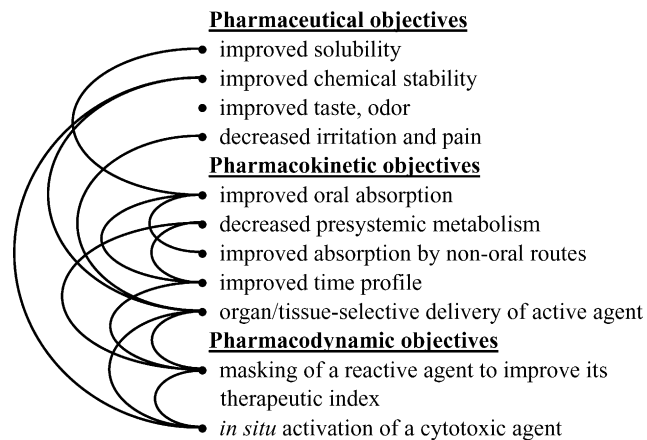 Pharmaceutical objectives
• improved solubility
• improved chemical stability
• improved taste, odor
• decreased irritation and pain
Pharmacokinetic objectives
• improved oral absorption
• decreased presystemic metabolism
• improved absorption by non-oral routes
• improved time profile
• organ/tissue-selective delivery of active agent
Pharmacodynamic objectives
• masking of a reactive agent to improve its
therapeutic index
• in situ activation of a cytotoxic agent